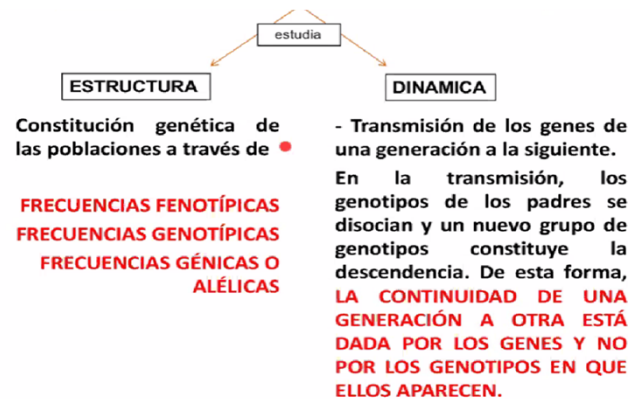 estudia
ESTRUCTURA
Constitución genética de
las poblaciones a través de
FRECUENCIAS FENOTÍPICAS
FRECUENCIAS GENOTÍPICAS
FRECUENCIAS GÉNICAS O
ALÉLICAS
DINAMICA
- Transmisión de los genes de
una generación a la siguiente.
En la transmisión, los
genotipos de los padres se
disocian y un nuevo grupo de
genotipos constituye la
descendencia. De esta forma,
LA CONTINUIDAD DE UNA
GENERACIÓN A OTRA ESTÁ
DADA POR LOS GENES Y NO
POR LOS GENOTIPOS EN QUE
ELLOS APARECEN.